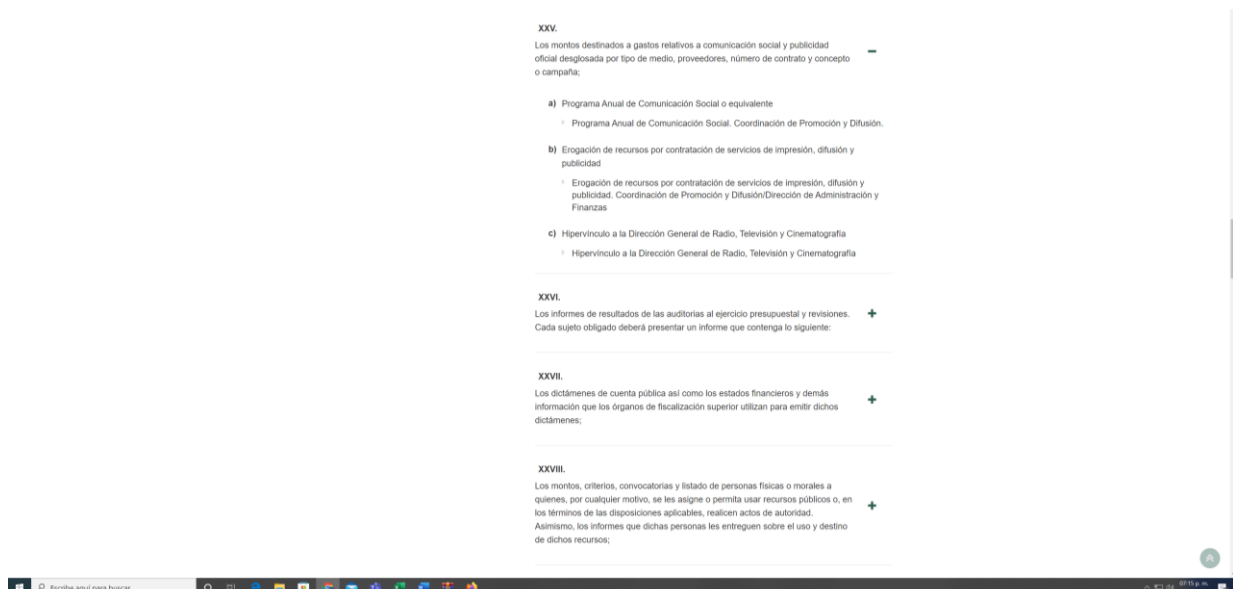 XXV.
Los montos destinados a gastos relativos a comunicación social y publicidad
oficial desglosada por tipo de medio, proveedores, número de contrato y concepto
o campaña;
a) Programa Anual de Comunicación Social o equivalente
Programa Anual de Comunicación Social. Coordinación de Promoción y Difusión.
b) Erogación de recursos por contratación de servicios de impresión, difusión y
publicidad
Erogación de recursos por contratación de servicios de impresión, difusión y
publicidad. Coordinación de Promoción y Difusión/Dirección de Administración y
Finanzas
c) Hipervínculo a la Dirección General de Radio, Televisión y Cinematografía
Hipervínculo a la Dirección General de Radio, Televisión y Cinematografía
XXVI.
Los informes de resultados de las auditorías al ejercicio presupuestal y revisiones.
Cada sujeto obligado deberá presentar un informe que contenga lo siguiente:
XXVII.
Los dictámenes de cuenta pública así como los estados financieros y demás
información que los órganos de fiscalización superior utilizan para emitir dichos
dictámenes;
XXVIII.
Los montos, criterios, convocatorias y listado de personas físicas o morales a
quienes, por cualquier motivo, se les asigne o permita usar recursos públicos o, en
los términos de las disposiciones aplicables, realicen actos de autoridad.
Asimismo, los informes que dichas personas les entreguen sobre el uso y destino
de dichos recursos;
Escribe aquí para buscar
07:15 p. m.